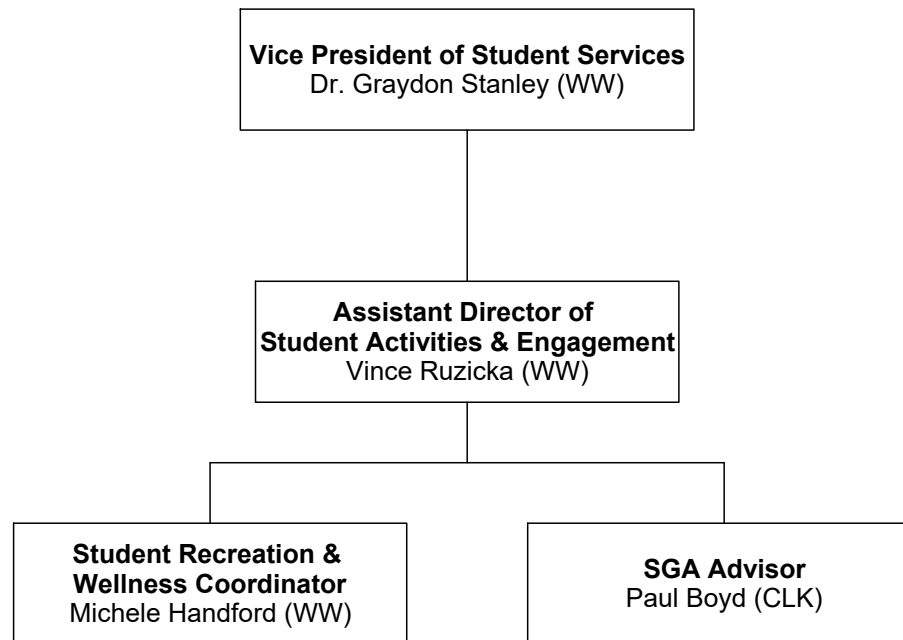 Vice President of Student Services
Dr. Graydon Stanley (WW)
Assistant Director of
Student Activities & Engagement
Vince Ruzicka (WW)
Student Recreation &
Wellness Coordinator
Michele Handford (WW)
SGA Advisor
Paul Boyd (CLK)